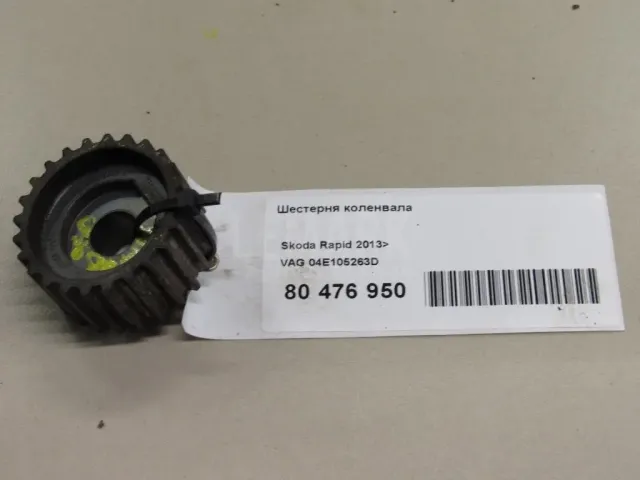 Шестерня коленвала
Skoda Rapid 2013>
VAG 04E105263D
80 476 950